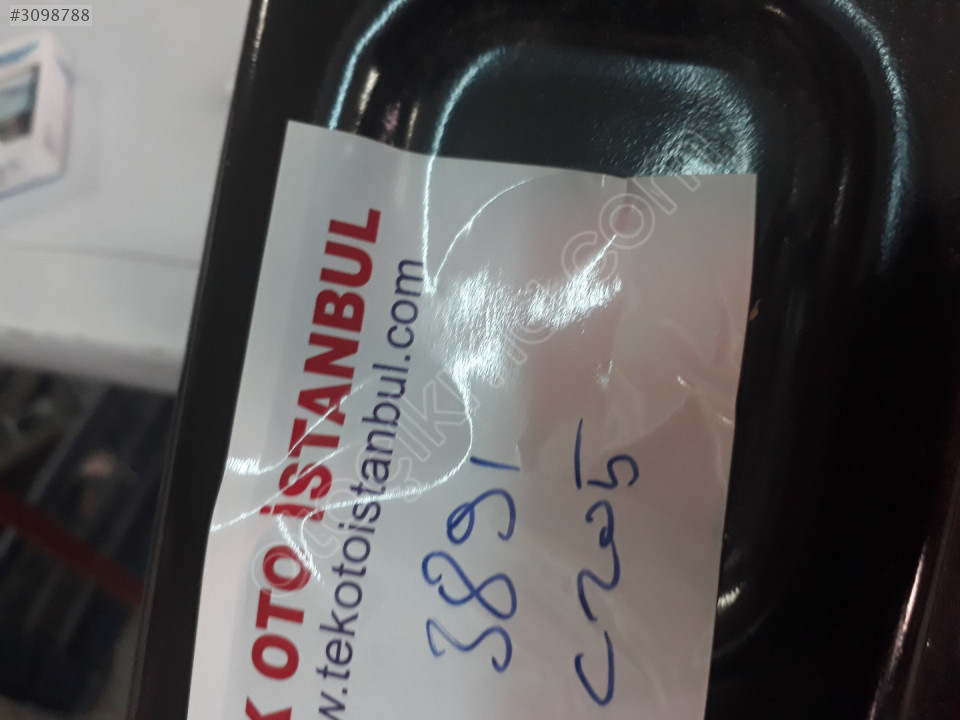 #3098788
K OTO İSTANBUL
w.tekotoistanbul.com
3891
C205